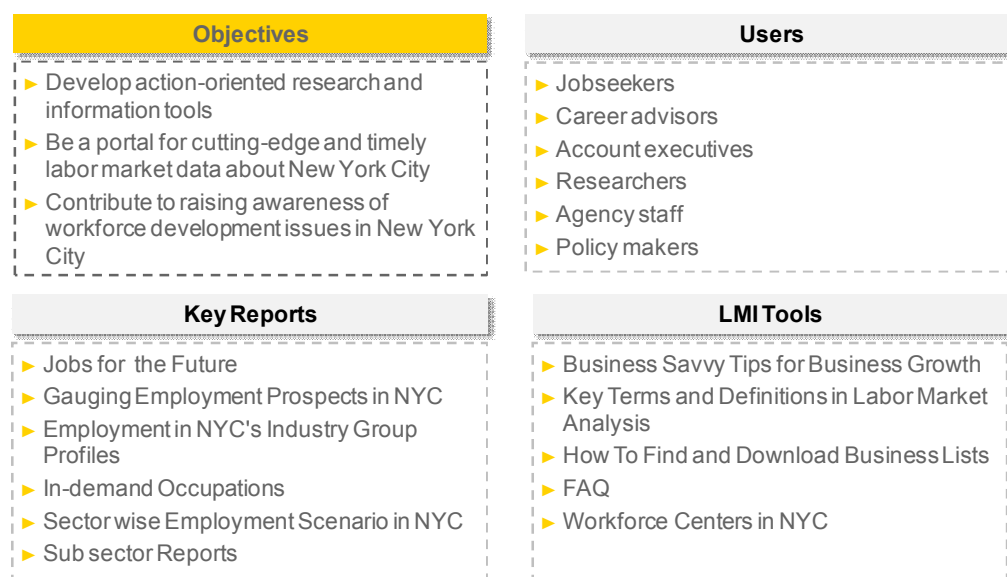 Objectives
► Develop action-oriented research and
information tools
► Be a portal for cutting-edge and timely
labor market data about New York City
► Contribute to raising awareness of
workforce development issues in New York
City
Users
► Jobseekers
► Career advisors
► Account executives
► Researchers
► Agency staff
► Policy makers
Key Reports
► Jobs for the Future
► Gauging Employment Prospects in NYC
► Employment in NYC's Industry Group
Profiles
► In-demand Occupations
► Sector wise Employment Scenario in NYC
► Sub sector Reports
LMI Tools
► Business Savvy Tips for Business Growth
► Key Terms and Definitions in Labor Market
Analysis
► How To Find and Download Business Lists
► FAQ
► Workforce Centers in NYC